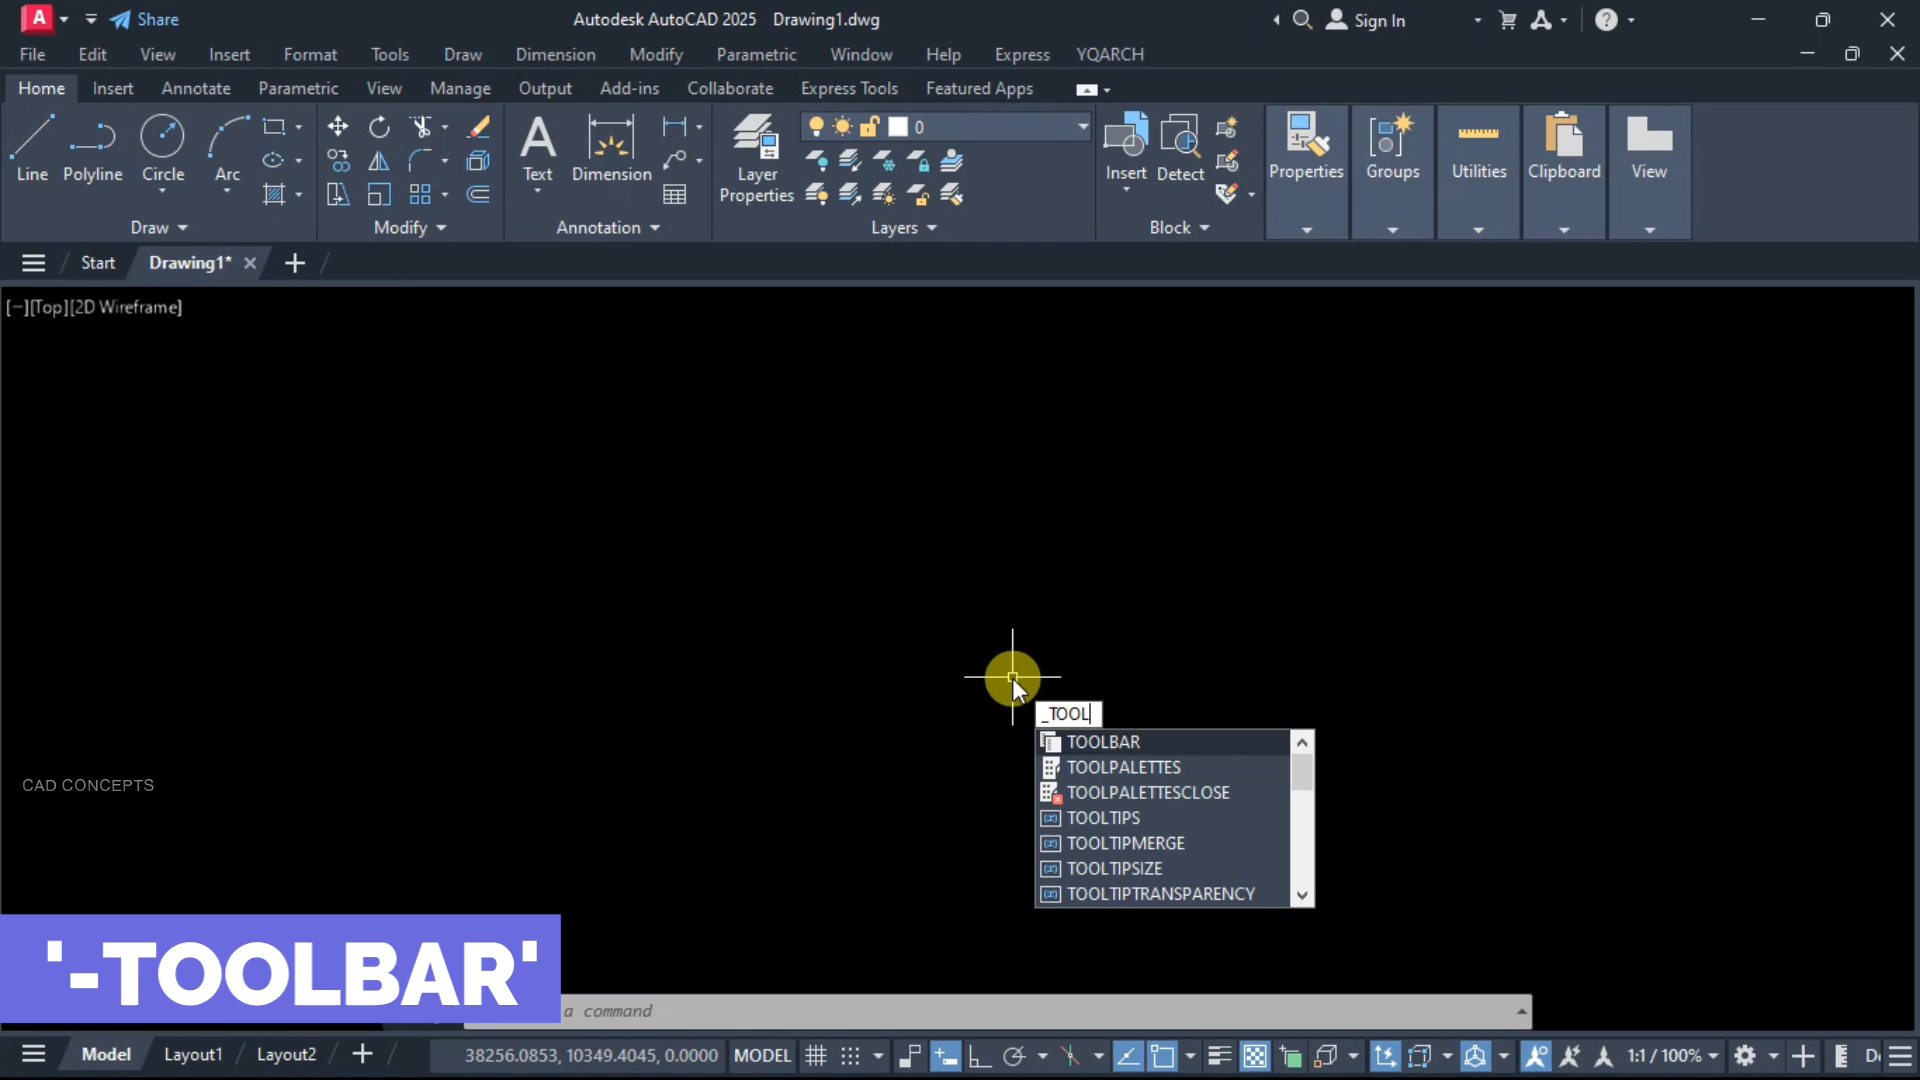 A Share Autodesk AutoCAD 2025 Drawing1.dwg Sign In
File Edit View Insert Format Tools Draw Dimension Modify Parametric Window Help Express YQARCH
Home Insert Annotate Parametric View Manage Output Add-ins Collaborate Express Tools Featured Apps
0
Line Polyline Circle Arc Text Dimension Layer Properties Insert Detect Properties Groups Utilities Clipboard View
Draw Modify Annotation Layers Block
Start Drawing1*
[−][Top][2D Wireframe]
_TOOL
TOOLBAR
TOOLPALETTES
CAD CONCEPTS
TOOLPALETTESCLOSE
TOOLTIPS
TOOLTIPMERGE
TOOLTIPSIZE
TOOLTIPTRANSPARENCY
'-TOOLBAR'
a command
Model Layout1 Layout2 38256.0853, 10349.4045, 0.0000 MODEL 1:1 / 100%